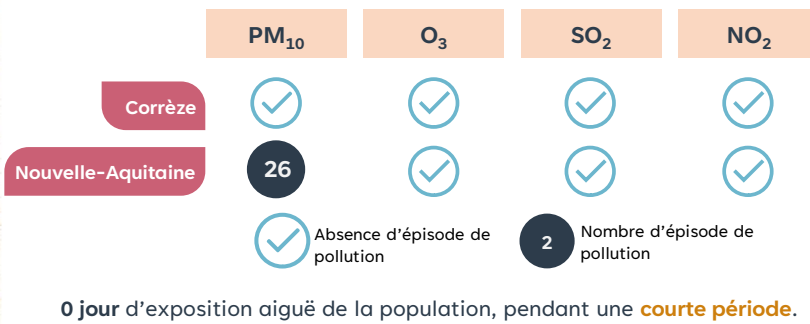 PM₁₀ O₃ SO₂ NO₂
Corrèze
Nouvelle-Aquitaine 26
Absence d'épisode de
pollution
2 Nombre d'épisode de
pollution
0 jour d'exposition aiguë de la population, pendant une courte période.